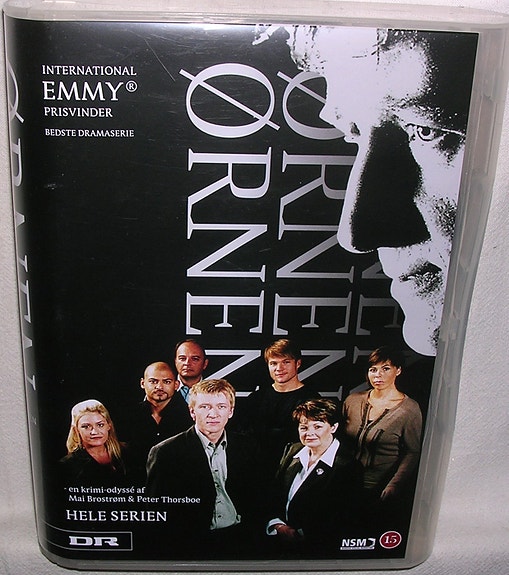 INTERNATIONAL
EMMY®
PRISVINDER
BEDSTE DRAMASERIE
ØRNEN
ØRNEN
ØRNEN
- en krimi-odyssé af
Mai Brostrøm & Peter Thorsboe
HELE SERIEN
DR
NSM
15